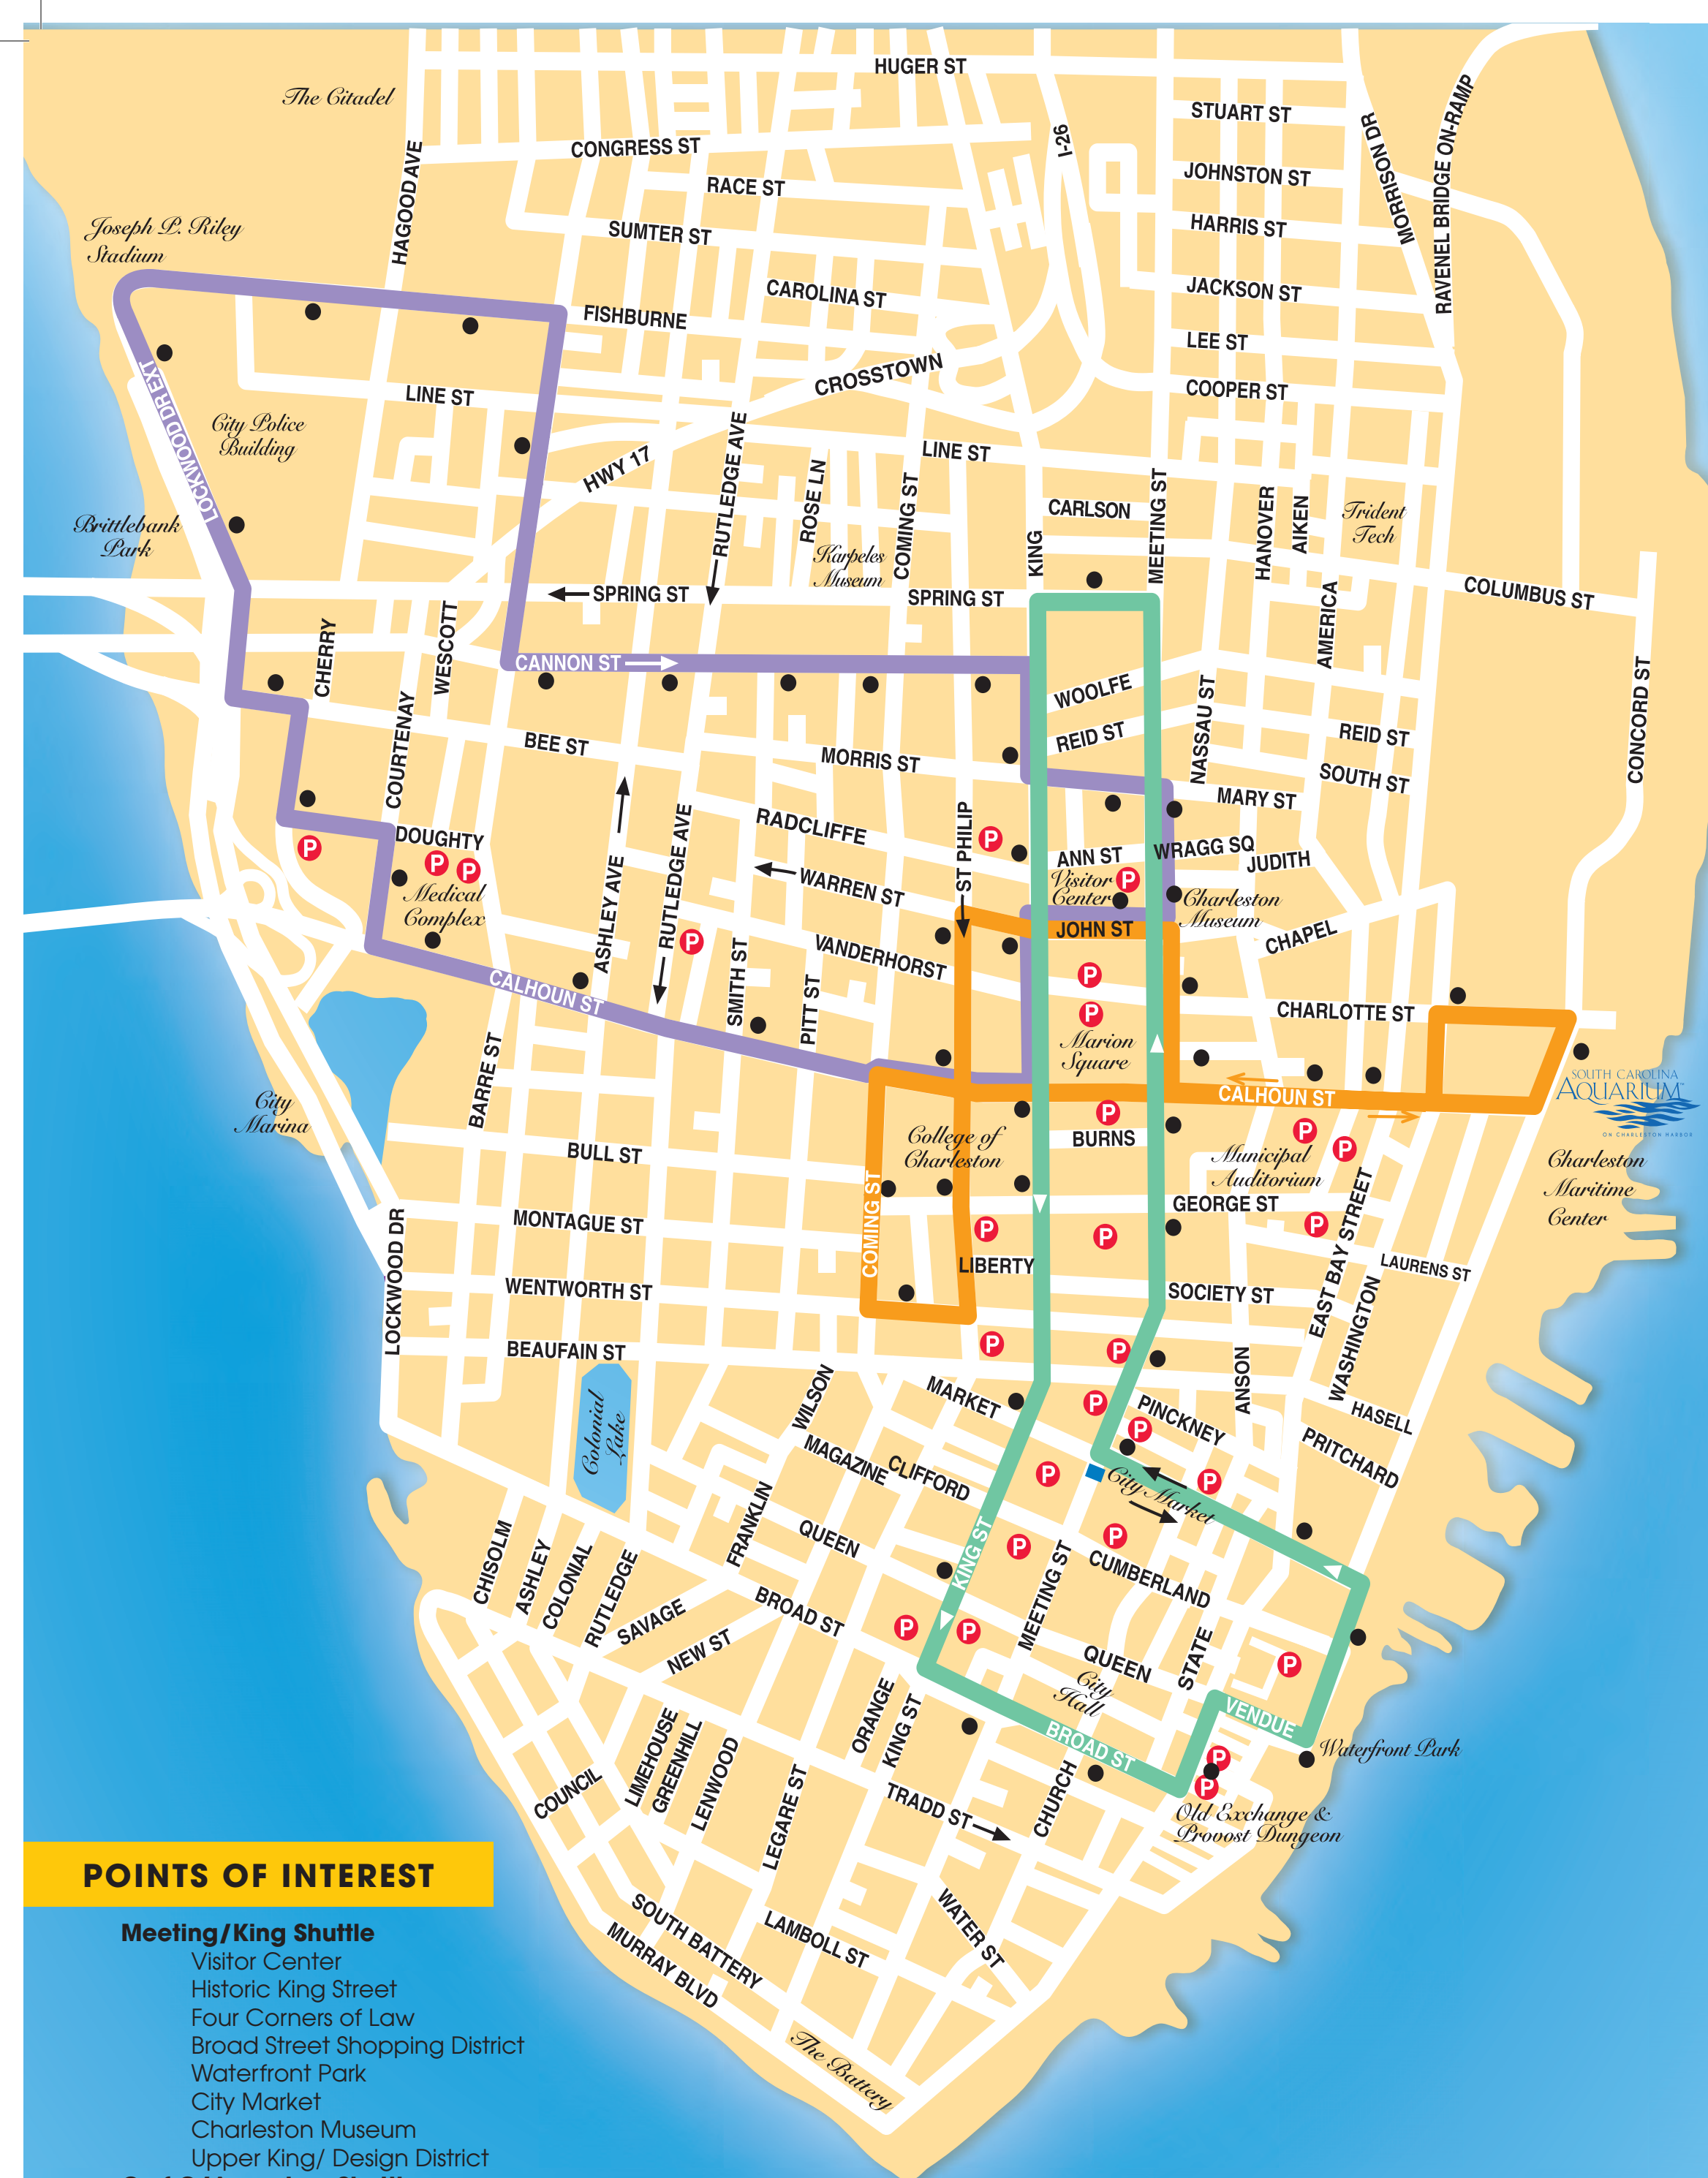 HUGER ST
The Citadel
STUART ST
I-26
MORRISON DR
RAVENEL BRIDGE ON-RAMP
CONGRESS ST
HAGOOD AVE
RACE ST
JOHNSTON ST
Joseph P. Riley
Stadium
SUMTER ST
HARRIS ST
CAROLINA ST
JACKSON ST
FISHBURNE
LEE ST
CROSSTOWN
COOPER ST
LOCKWOOD DR EXT
LINE ST
City Police
Building
HWY 17
RUTLEDGE AVE
ROSE LN
COMING ST
LINE ST
KING
CARLSON
MEETING ST
HANOVER
AIKEN
Trident
Tech
Brittlebank
Park
Karpeles
Museum
SPRING ST
SPRING ST
AMERICA
COLUMBUS ST
CHERRY
WESCOTT
CANNON ST
CONCORD ST
WOOLFE
COURTENAY
NASSAU ST
BEE ST
MORRIS ST
REID ST
REID ST
SOUTH ST
MARY ST
RADCLIFFE
ST PHILIP
P
P
DOUGHTY
P
P
ASHLEY AVE
RUTLEDGE AVE
WARREN ST
ANN ST
WRAGG SQ
JUDITH
Visitor
Center
P
Medical
Complex
Charleston
Museum
P
JOHN ST
CHAPEL
VANDERHORST
CALHOUN ST
SMITH ST
PITT ST
P
P
CHARLOTTE ST
Marion
Square
SOUTH CAROLINA
AQUARIUM
ON CHARLESTON HARBOR
City
Marina
BARRE ST
CALHOUN ST
P
P
P
College of
Charleston
BURNS
BULL ST
Municipal
Auditorium
Charleston
Maritime
Center
LOCKWOOD DR
MONTAGUE ST
COMING ST
P
P
GEORGE ST
P
EAST BAY STREET
LIBERTY
LAURENS ST
WENTWORTH ST
SOCIETY ST
WASHINGTON
BEAUFAIN ST
P
P
ANSON
Colonial
Lake
WILSON
MARKET
P
PINCKNEY
P
HASELL
PRITCHARD
MAGAZINE
CLIFFORD
P
City Market
P
CHISOLM
ASHLEY
COLONIAL
RUTLEDGE
FRANKLIN
QUEEN
KING ST
P
P
MEETING ST
CUMBERLAND
SAVAGE
NEW ST
BROAD ST
P
P
QUEEN
STATE
P
City
Hall
VENDUE
ORANGE
KING ST
BROAD ST
Waterfront Park
P
P
COUNCIL
LIMEHOUSE
GREENHILL
LENWOOD
LEGARE ST
TRADD ST
CHURCH
Old Exchange &
Provost Dungeon
SOUTH BATTERY
MURRAY BLVD
LAMBOLL ST
WATER ST
The Battery
POINTS OF INTEREST
Meeting/King Shuttle
Visitor Center
Historic King Street
Four Corners of Law
Broad Street Shopping District
Waterfront Park
City Market
Charleston Museum
Upper King/ Design District